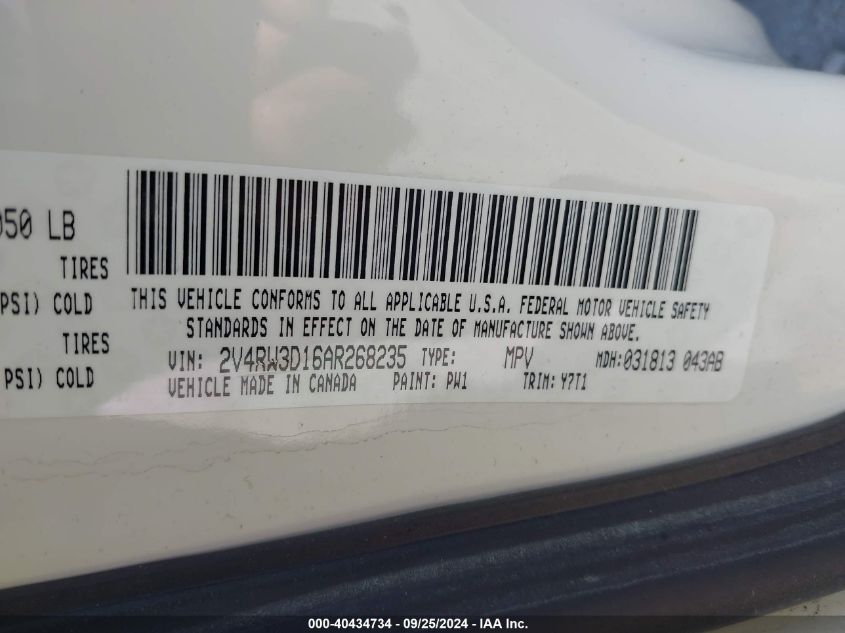 050 LB
TIRES
PSI) COLD
TIRES
PSI) COLD
THIS VEHICLE CONFORMS TO ALL APPLICABLE U.S.A. FEDERAL MOTOR VEHICLE SAFETY
STANDARDS IN EFFECT ON THE DATE OF MANUFACTURE SHOWN ABOVE.
VIN: 2V4RW3D16AR268235 TYPE: MPV MDH:031813 043AB
VEHICLE MADE IN CANADA PAINT: PW1 TRIM: Y7T1
000-40434734 - 09/25/2024 - IAA Inc.